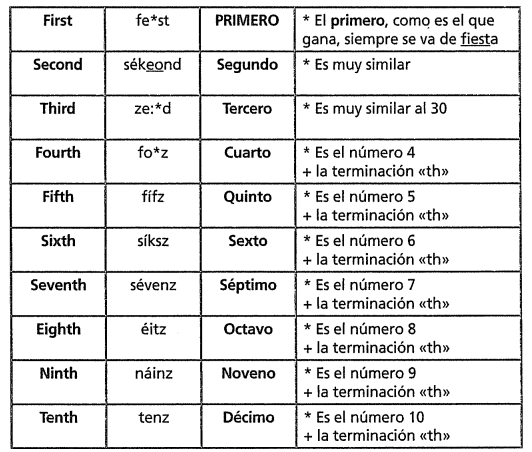 First fe*st PRIMERO * El primero, como es el que
gana, siempre se va de fiesta
Second sékeond Segundo * Es muy similar
Third ze:*d Tercero * Es muy similar al 30
Fourth fo*z Cuarto * Es el número 4
+ la terminación «th»
Fifth fífz Quinto * Es el número 5
+ la terminación «th»
Sixth síksz Sexto * Es el número 6
+ la terminación «th»
Seventh sévenz Séptimo * Es el número 7
+ la terminación «th»
Eighth éitz Octavo * Es el número 8
+ la terminación «th»
Ninth náinz Noveno * Es el número 9
+ la terminación «th»
Tenth tenz Décimo * Es el número 10
+ la terminación «th»